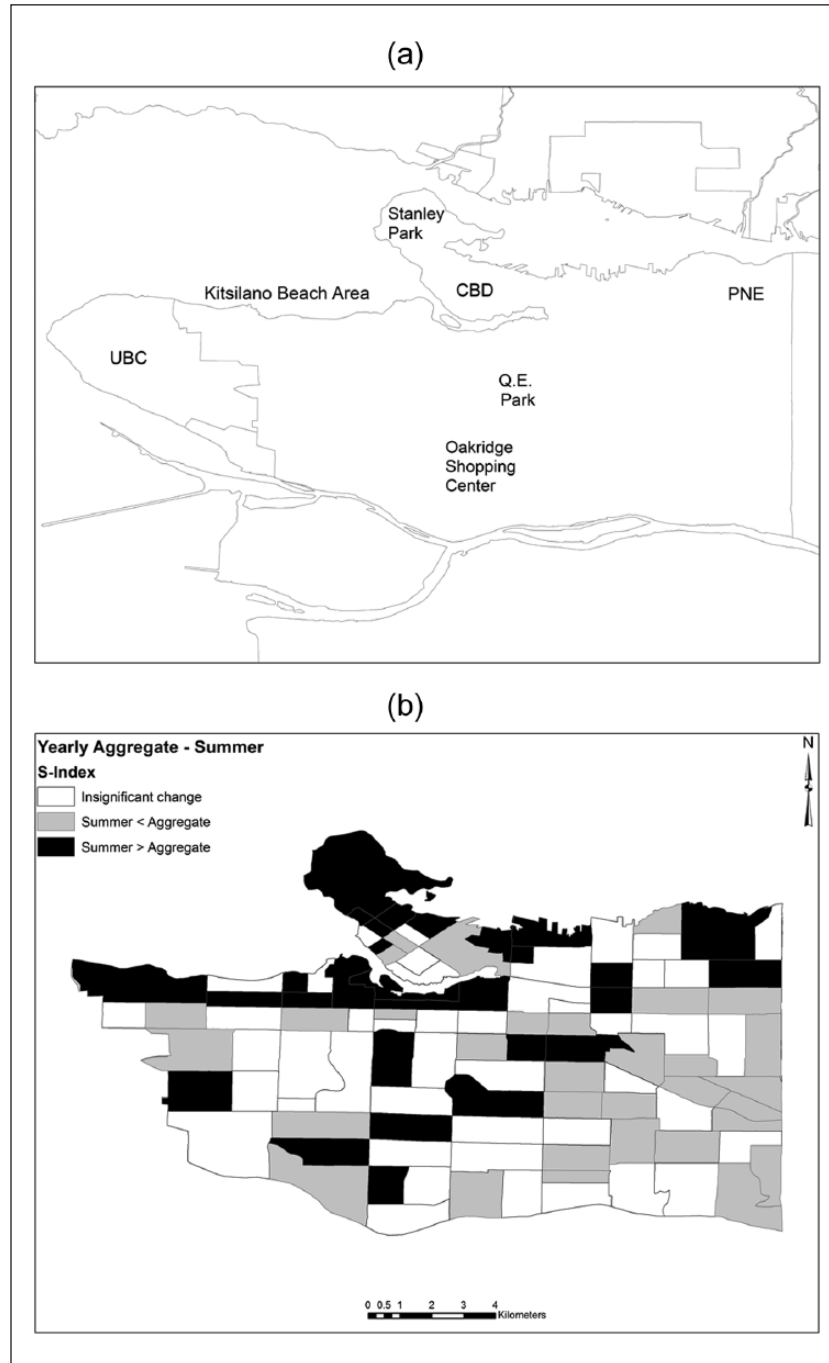 (a)
Stanley
Park
Kitsilano Beach Area
CBD
PNE
UBC
Q.E.
Park
Oakridge
Shopping
Center
(b)
Yearly Aggregate - Summer
N
S-Index
Insignificant change
Summer < Aggregate
Summer > Aggregate
0 0.5 1 2 3 4
Kilometers